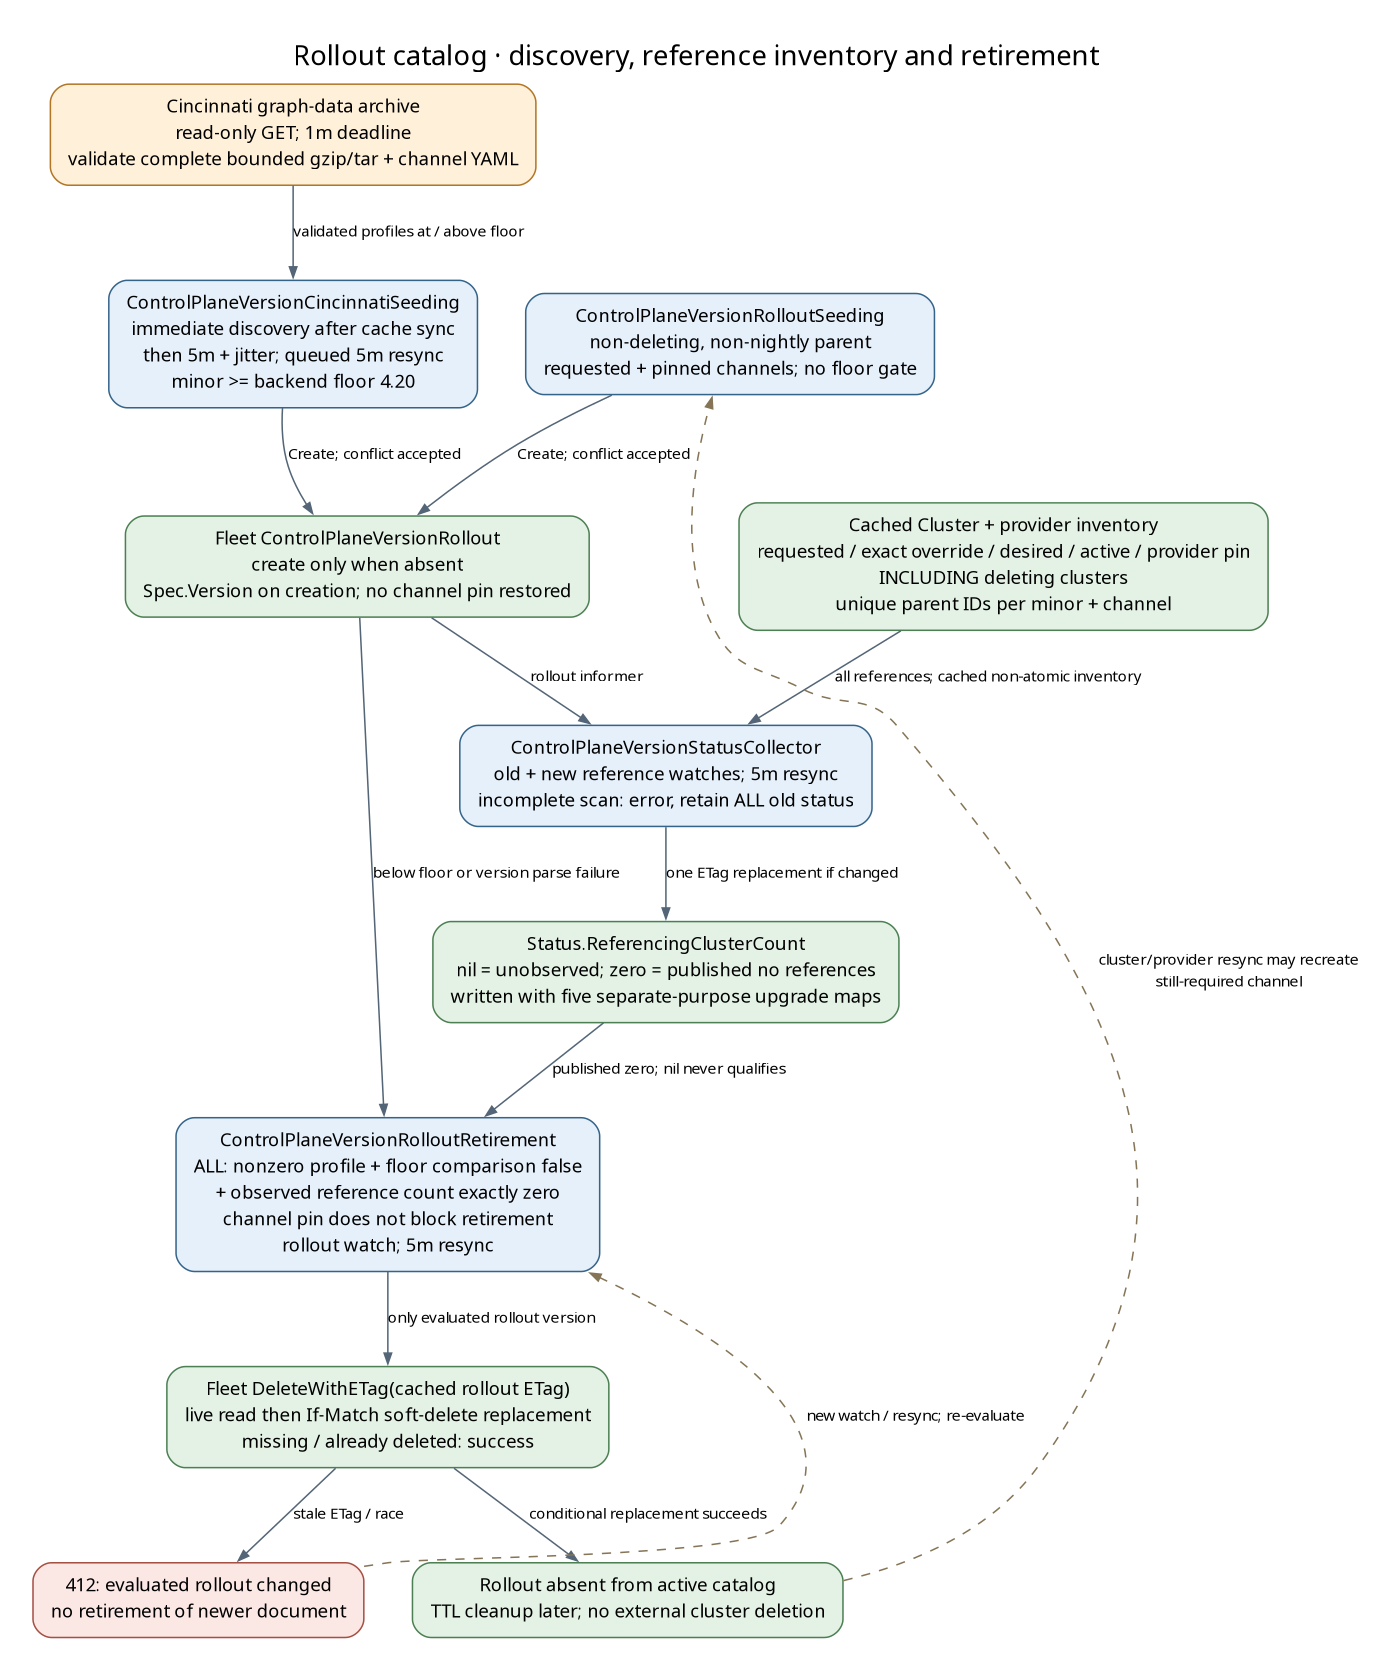 Rollout catalog · discovery, reference inventory and retirement
Cincinnati graph-data archive
read-only GET; 1m deadline
validate complete bounded gzip/tar + channel YAML
validated profiles at / above floor
ControlPlaneVersionCincinnatiSeeding
immediate discovery after cache sync
then 5m + jitter; queued 5m resync
minor >= backend floor 4.20
ControlPlaneVersionRolloutSeeding
non-deleting, non-nightly parent
requested + pinned channels; no floor gate
Create; conflict accepted
Create; conflict accepted
Fleet ControlPlaneVersionRollout
create only when absent
Spec.Version on creation; no channel pin restored
Cached Cluster + provider inventory
requested / exact override / desired / active / provider pin
INCLUDING deleting clusters
unique parent IDs per minor + channel
rollout informer
all references; cached non-atomic inventory
ControlPlaneVersionStatusCollector
old + new reference watches; 5m resync
incomplete scan: error, retain ALL old status
below floor or version parse failure
one ETag replacement if changed
Status.ReferencingClusterCount
nil = unobserved; zero = published no references
written with five separate-purpose upgrade maps
cluster/provider resync may recreate
still-required channel
published zero; nil never qualifies
ControlPlaneVersionRolloutRetirement
ALL: nonzero profile + floor comparison false
+ observed reference count exactly zero
channel pin does not block retirement
rollout watch; 5m resync
only evaluated rollout version
Fleet DeleteWithETag(cached rollout ETag)
live read then If-Match soft-delete replacement
missing / already deleted: success
new watch / resync; re-evaluate
stale ETag / race
conditional replacement succeeds
412: evaluated rollout changed
no retirement of newer document
Rollout absent from active catalog
TTL cleanup later; no external cluster deletion